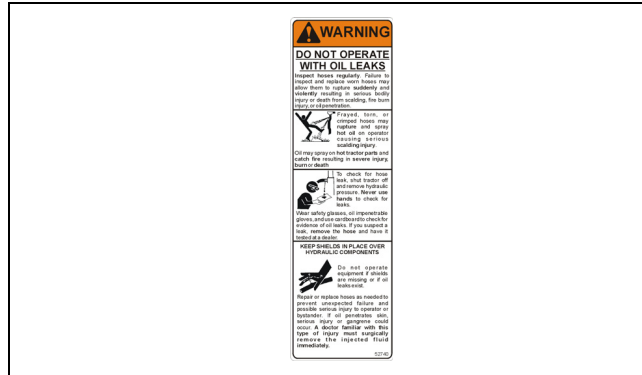 WARNING
DO NOT OPERATE
WITH OIL LEAKS
Inspect hoses regularly. Failure to
inspect and replace worn hoses may
allow them to rupture suddenly and
violently resulting in serious bodily
injury or death from scalding, fire burn
injury, or oil penetration.
Frayed, torn, or
crimped hoses may
rupture and spray
hot oil on operator
causing serious
scalding injury.
Oil may spray on hot tractor parts and
catch fire resulting in severe injury,
burn or death
To check for hose
leak, shut tractor off
and remove hydraulic
pressure. Never use
hands to check for
leaks.
Wear safety glasses, oil impenetrable
gloves, and use cardboard to check for
evidence of oil leaks. If you suspect a
leak, remove the hose and have it
tested at a dealer.
KEEP SHIELDS IN PLACE OVER
HYDRAULIC COMPONENTS
Do not operate
equipment if shields
are missing or if oil
leaks exist.
Repair or replace hoses as needed to
prevent unexpected failure and
possible serious injury to operator or
bystander. If oil penetrates skin,
serious injury or gangrene could
occur. A doctor familiar with this
type of injury must surgically
remove the injected fluid
immediately.
52740